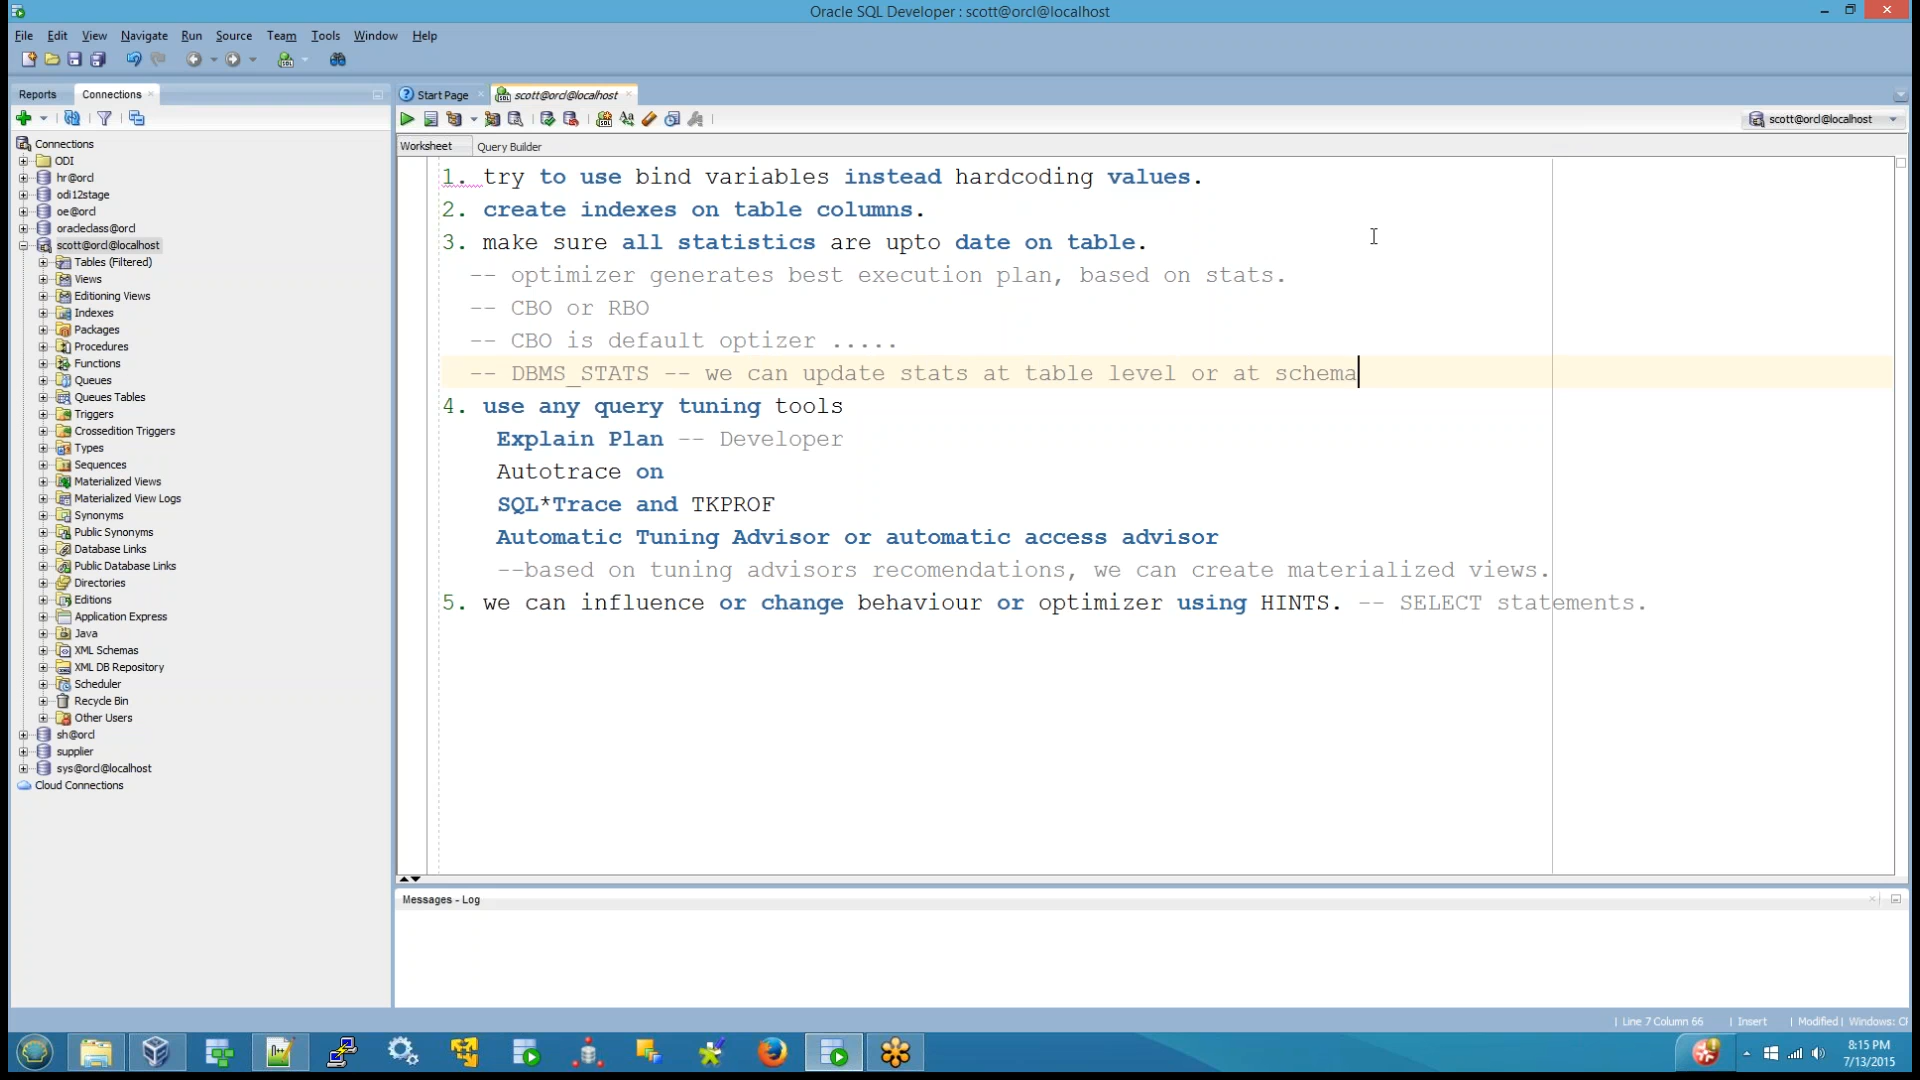 Oracle SQL Developer : scott@orcl@localhost
File Edit View Navigate Run Source Team Tools Window Help
Reports Connections
Start Page scott@orcl@localhost
scott@orcl@localhost
Worksheet Query Builder
Connections
ODI
hr@orcl
odi12stage
oe@orcl
oracleclass@orcl
scott@orcl@localhost
Tables (Filtered)
Views
Editioning Views
Indexes
Packages
Procedures
Functions
Queues
Queues Tables
Triggers
Crossedition Triggers
Types
Sequences
Materialized Views
Materialized View Logs
Synonyms
Public Synonyms
Database Links
Public Database Links
Directories
Editions
Application Express
Java
XML Schemas
XML DB Repository
Scheduler
Recycle Bin
Other Users
sh@orcl
supplier
sys@orcl@localhost
Cloud Connections
1. try to use bind variables instead hardcoding values.
2. create indexes on table columns.
3. make sure all statistics are upto date on table.
-- optimizer generates best execution plan, based on stats.
-- CBO or RBO
-- CBO is default optizer .....
-- DBMS_STATS -- we can update stats at table level or at schema
4. use any query tuning tools
Explain Plan -- Developer
Autotrace on
SQL*Trace and TKPROF
Automatic Tuning Advisor or automatic access advisor
--based on tuning advisors recomendations, we can create materialized views.
5. we can influence or change behaviour or optimizer using HINTS. -- SELECT statements.
Messages - Log
Line 7 Column 66 Insert Modified Windows:
8:15 PM
7/13/2015